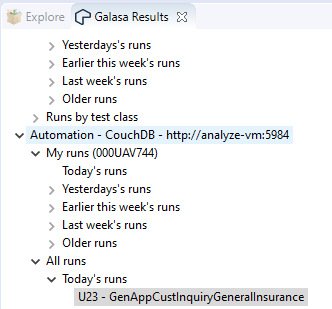 Explore Galasa Results
Yesterday's runs
Earlier this week's runs
Last week's runs
Older runs
Runs by test class
Automation - CouchDB - http://analyze-vm:5984
My runs (000UAV744)
Today's runs
Yesterday's runs
Earlier this week's runs
Last week's runs
Older runs
All runs
Today's runs
U23 - GenAppCustInquiryGeneralInsurance